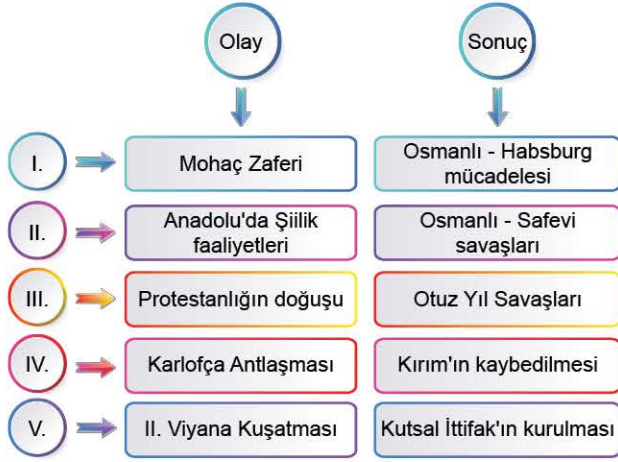 Olay
Sonuç
I.
Mohaç Zaferi
Osmanlı - Habsburg
mücadelesi
II.
Anadolu'da Şiilik
faaliyetleri
Osmanlı - Safevi
savaşları
III.
Protestanlığın doğuşu
Otuz Yıl Savaşları
IV.
Karlofça Antlaşması
Kırım'ın kaybedilmesi
V.
II. Viyana Kuşatması
Kutsal İttifak'ın kurulması